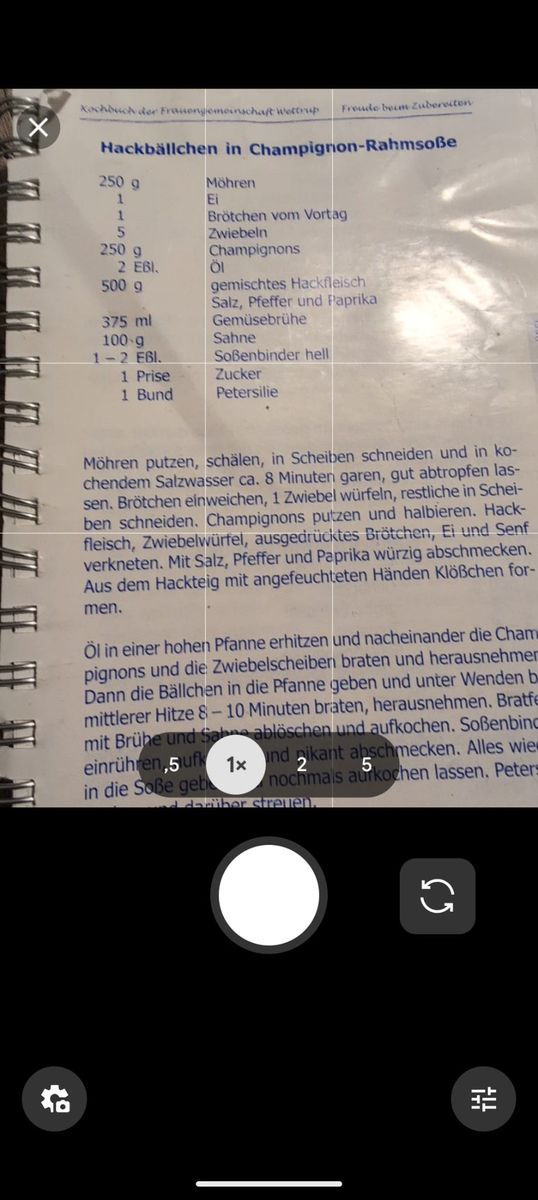 Kochbuch der Frauengemeinschaft Wettrup Freude beim Zubereiten
Hackbällchen in Champignon-Rahmsoße
250 g Möhren
1 Ei
1 Brötchen vom Vortag
5 Zwiebeln
250 g Champignons
2 Eßl. Öl
500 g gemischtes Hackfleisch
Salz, Pfeffer und Paprika
375 ml Gemüsebrühe
100 g Sahne
1 – 2 Eßl. Soßenbinder hell
1 Prise Zucker
1 Bund Petersilie
Möhren putzen, schälen, in Scheiben schneiden und in ko-
chendem Salzwasser ca. 8 Minuten garen, gut abtropfen las-
sen. Brötchen einweichen, 1 Zwiebel würfeln, restliche in Schei-
ben schneiden. Champignons putzen und halbieren. Hack-
fleisch, Zwiebelwürfel, ausgedrücktes Brötchen, Ei und Senf
verkneten. Mit Salz, Pfeffer und Paprika würzig abschmecken.
Aus dem Hackteig mit angefeuchteten Händen Klößchen for-
men.
Öl in einer hohen Pfanne erhitzen und nacheinander die Cham
pignons und die Zwiebelscheiben braten und herausnehmen
Dann die Bällchen in die Pfanne geben und unter Wenden b
mittlerer Hitze 8 – 10 Minuten braten, herausnehmen. Bratfe
mit Brühe und Sahne ablöschen und aufkochen. Soßenbind
einrühren, aufk und pikant abschmecken. Alles wie
in die Soße geb nochmals aufkochen lassen. Peters
darüber streuen.
,5 1× 2 5